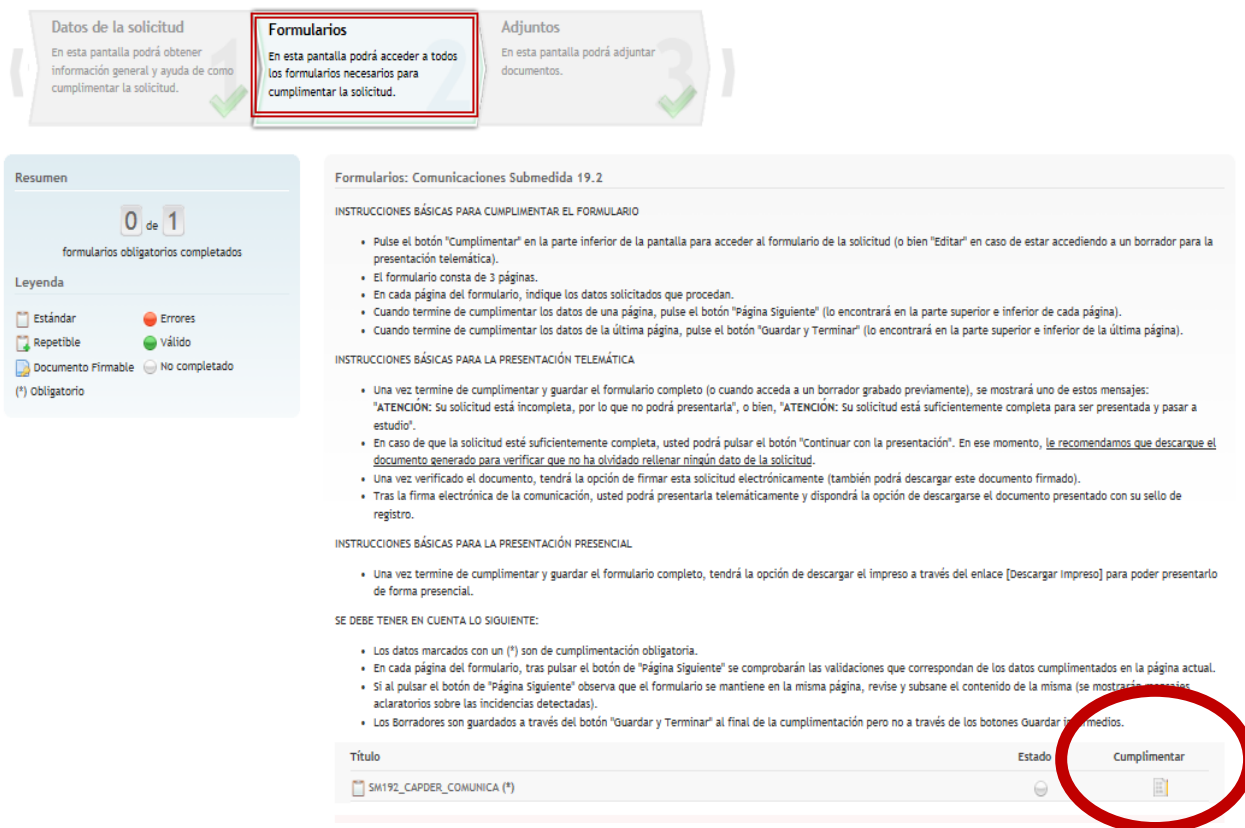 Datos de la solicitud
En esta pantalla podrá obtener
información general y ayuda de como
cumplimentar la solicitud.
1
Formularios
En esta pantalla podrá acceder a todos
los formularios necesarios para
cumplimentar la solicitud.
2
Adjuntos
En esta pantalla podrá adjuntar
documentos.
3
Resumen
0 de 1
formularios obligatorios completados
Leyenda
Estándar
Errores
Repetible
Válido
Documento Firmable
No completado
(*) Obligatorio
Formularios: Comunicaciones Submedida 19.2
INSTRUCCIONES BÁSICAS PARA CUMPLIMENTAR EL FORMULARIO
• Pulse el botón "Cumplimentar" en la parte inferior de la pantalla para acceder al formulario de la solicitud (o bien "Editar" en caso de estar accediendo a un borrador para la
presentación telemática).
• El formulario consta de 3 páginas.
• En cada página del formulario, indique los datos solicitados que procedan.
• Cuando termine de cumplimentar los datos de una página, pulse el botón "Página Siguiente" (lo encontrará en la parte superior e inferior de cada página).
• Cuando termine de cumplimentar los datos de la última página, pulse el botón "Guardar y Terminar" (lo encontrará en la parte superior e inferior de la última página).
INSTRUCCIONES BÁSICAS PARA LA PRESENTACIÓN TELEMÁTICA
• Una vez termine de cumplimentar y guardar el formulario completo (o cuando acceda a un borrador grabado previamente), se mostrará uno de estos mensajes:
"ATENCIÓN: Su solicitud está incompleta, por lo que no podrá presentarla", o bien, "ATENCIÓN: Su solicitud está suficientemente completa para ser presentada y pasar a
estudio".
• En caso de que la solicitud esté suficientemente completa, usted podrá pulsar el botón "Continuar con la presentación". En ese momento, le recomendamos que descargue el
documento generado para verificar que no ha olvidado rellenar ningún dato de la solicitud.
• Una vez verificado el documento, tendrá la opción de firmar esta solicitud electrónicamente (también podrá descargar este documento firmado).
• Tras la firma electrónica de la comunicación, usted podrá presentarla telemáticamente y dispondrá la opción de descargarse el documento presentado con su sello de
registro.
INSTRUCCIONES BÁSICAS PARA LA PRESENTACIÓN PRESENCIAL
• Una vez termine de cumplimentar y guardar el formulario completo, tendrá la opción de descargar el impreso a través del enlace [Descargar Impreso] para poder presentarlo
de forma presencial.
SE DEBE TENER EN CUENTA LO SIGUIENTE:
• Los datos marcados con un (*) son de cumplimentación obligatoria.
• En cada página del formulario, tras pulsar el botón de "Página Siguiente" se comprobarán las validaciones que correspondan de los datos cumplimentados en la página actual.
• Si al pulsar el botón de "Página Siguiente" observa que el formulario se mantiene en la misma página, revise y subsane el contenido de la misma (se mostrarán mensajes
aclaratorios sobre las incidencias detectadas).
• Los Borradores son guardados a través del botón "Guardar y Terminar" al final de la cumplimentación pero no a través de los botones Guardar intermedios.
Título
Estado
Cumplimentar
SM192_CAPDER_COMUNICA (*)